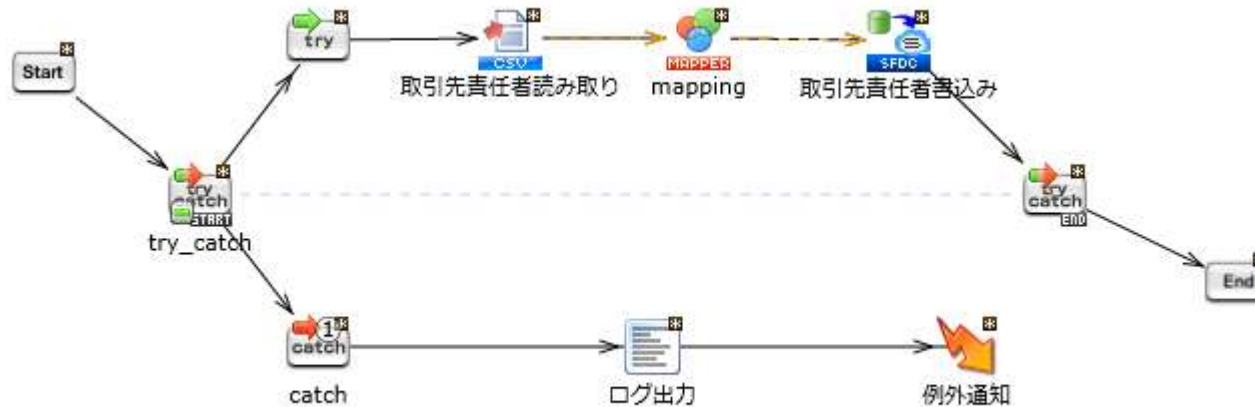 Start
try
CSV
取引先責任者読み取り
MAPPER
mapping
SFDC
取引先責任者書込み
try
catch
START
try_catch
try
catch
END
End
1
catch
catch
ログ出力
例外通知